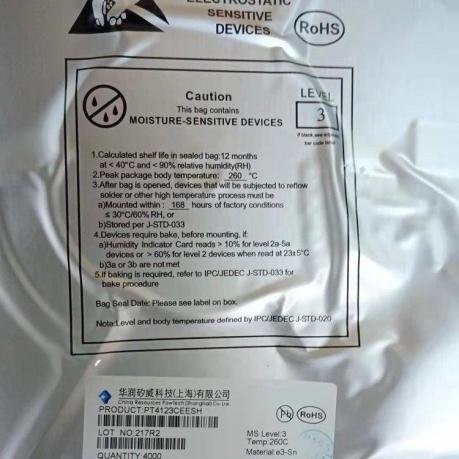 ELECTROSTATIC
SENSITIVE
DEVICES
RoHS
Caution
This bag contains
MOISTURE-SENSITIVE DEVICES
LEVEL
3
If blank, see
bar code label
1.Calculated shelf life in sealed bag:12 months
at < 40°C and < 90% relative humidity(RH)
2.Peak package body temperature: 260 °C
3.After bag is opened, devices that will be subjected to reflow
solder or other high temperature process must be
a)Mounted within : 168 hours of factory conditions
≤ 30°C/60% RH, or
b)Stored per J-STD-033
4.Devices require bake, before mounting, if:
a)Humidity Indicator Card reads > 10% for level 2a-5a
devices or > 60% for level 2 devices when read at 23±5°C
b)3a or 3b are not met
5.If baking is required, refer to IPC/JEDEC J-STD-033 for
bake procedure
Bag Seal Date: Please see label on box.
Note:Level and body temperature defined by IPC/JEDEC J-STD-020
华润矽威科技(上海)有限公司
China Resources PowTech(Shanghai) Co.,Ltd.
PRODUCT:PT4123CEESH
LOT NO:217R2
QUANTITY:4000
Pb RoHS
MS Level:3
Temp:260C
Material:e3-Sn